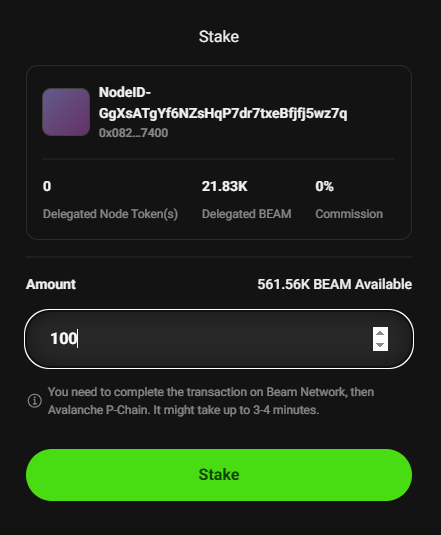 Stake
NodeID-
GgXsATgYf6NZsHqP7dr7txeBfjfj5wz7q
0x082...7400
0 21.83K 0%
Delegated Node Token(s) Delegated BEAM Commission
Amount 561.56K BEAM Available
100
You need to complete the transaction on Beam Network, then
Avalanche P-Chain. It might take up to 3-4 minutes.
Stake